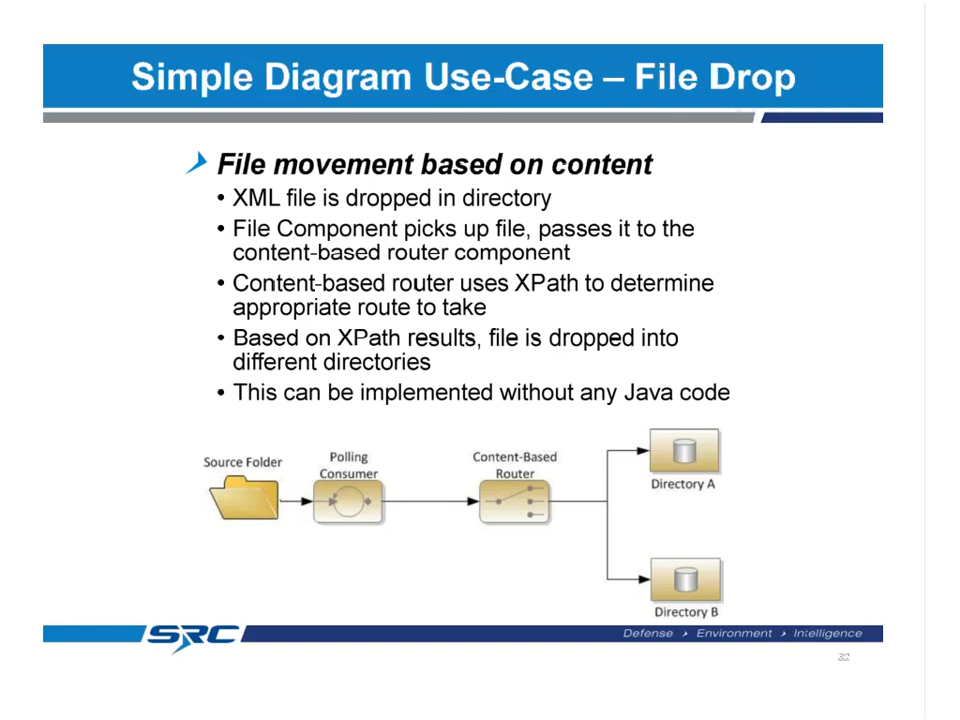 Simple Diagram Use-Case – File Drop
File movement based on content
• XML file is dropped in directory
• File Component picks up file, passes it to the
content-based router component
• Content-based router uses XPath to determine
appropriate route to take
• Based on XPath results, file is dropped into
different directories
• This can be implemented without any Java code
Source Folder
Polling
Consumer
Content-Based
Router
Directory A
Directory B
SRC
Defense Environment Intelligence
32